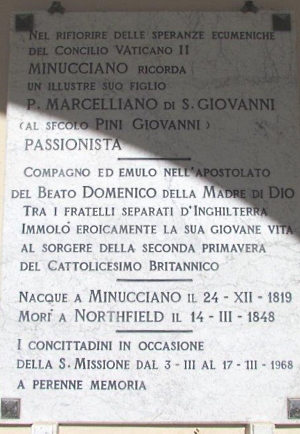 NEL RIFIORIRE DELLE SPERANZE ECUMENICHE
DEL CONCILIO VATICANO II
MINUCCIANO RICORDA
UN ILLUSTRE SUO FIGLIO
P. MARCELLIANO DI S. GIOVANNI
(AL SECOLO PINI GIOVANNI)
PASSIONISTA
COMPAGNO ED EMULO NELL'APOSTOLATO
DEL BEATO DOMENICO DELLA MADRE DI DIO
TRA I FRATELLI SEPARATI D'INGHILTERRA
IMMOLÒ EROICAMENTE LA SUA GIOVANE VITA
AL SORGERE DELLA SECONDA PRIMAVERA
DEL CATTOLICESIMO BRITANNICO
NACQUE A MINUCCIANO IL 24 - XII - 1819
MORÌ A NORTHFIELD IL 14 - III - 1848
I CONCITTADINI IN OCCASIONE
DELLA S. MISSIONE DAL 3 - III AL 17 - III - 1968
A PERENNE MEMORIA